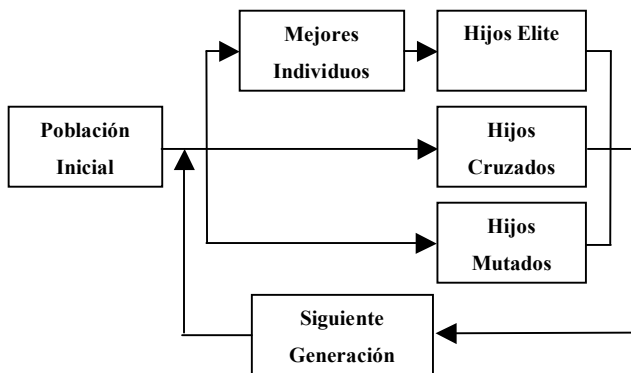 Mejores
Individuos
Hijos Elite
Población
Inicial
Hijos
Cruzados
Hijos
Mutados
Siguiente
Generación